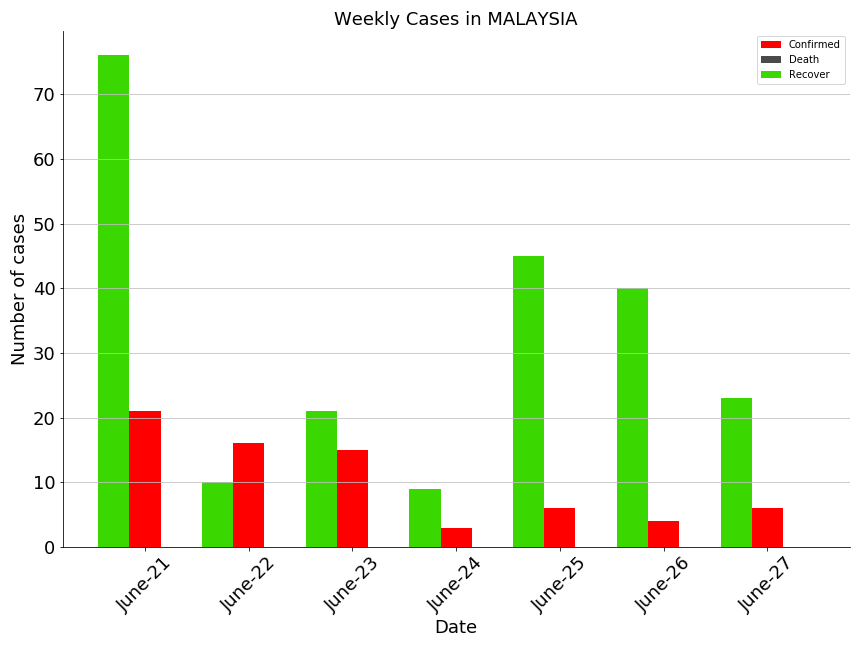 Weekly Cases in MALAYSIA
Confirmed
Death
Recover
Number of cases
70
60
50
40
30
20
10
0
June-21
June-22
June-23
June-24
June-25
June-26
June-27
Date